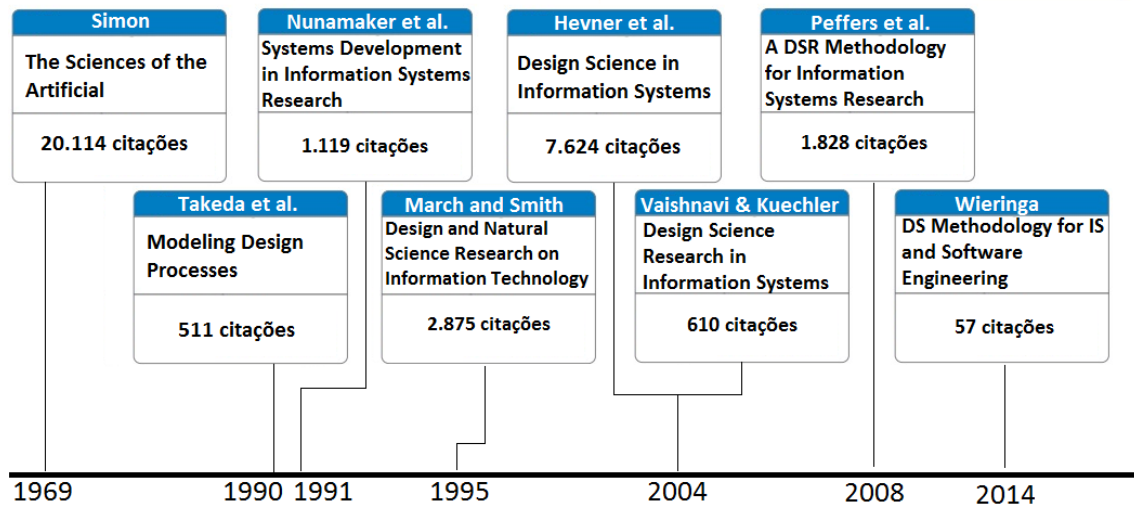 Simon
The Sciences of the
Artificial
20.114 citações
Nunamaker et al.
Systems Development
in Information Systems
Research
1.119 citações
Hevner et al.
Design Science in
Information Systems
7.624 citações
Peffers et al.
A DSR Methodology
for Information
Systems Research
1.828 citações
Takeda et al.
Modeling Design
Processes
511 citações
March and Smith
Design and Natural
Science Research on
Information Technology
2.875 citações
Vaishnavi & Kuechler
Design Science
Research in
Information Systems
610 citações
Wieringa
DS Methodology for IS
and Software
Engineering
57 citações
1969
1990
1991
1995
2004
2008
2014